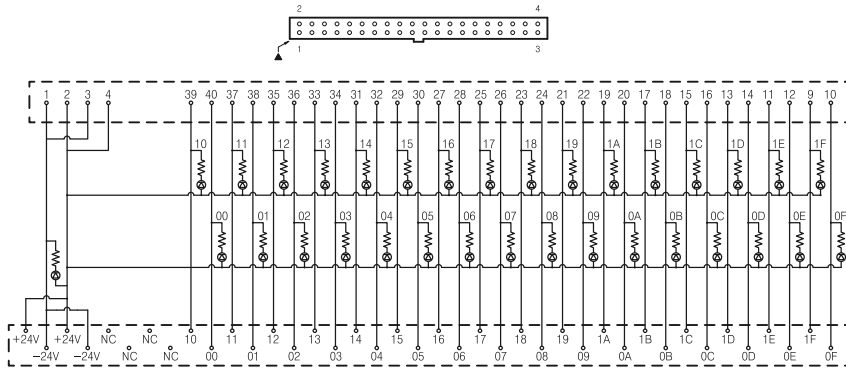 2 4
1 3
1 2 3 4 39 40 37 38 35 36 33 34 31 32 29 30 27 28 25 26 23 24 21 22 19 20 17 18 15 16 13 14 11 12 9 10
10 11 12 13 14 15 16 17 18 19 1A 1B 1C 1D 1E 1F
00 01 02 03 04 05 06 07 08 09 0A 0B 0C 0D 0E 0F
+24V +24V NC NC 10 11 12 13 14 15 16 17 18 19 1A 1B 1C 1D 1E 1F
−24V −24V NC NC 00 01 02 03 04 05 06 07 08 09 0A 0B 0C 0D 0E 0F